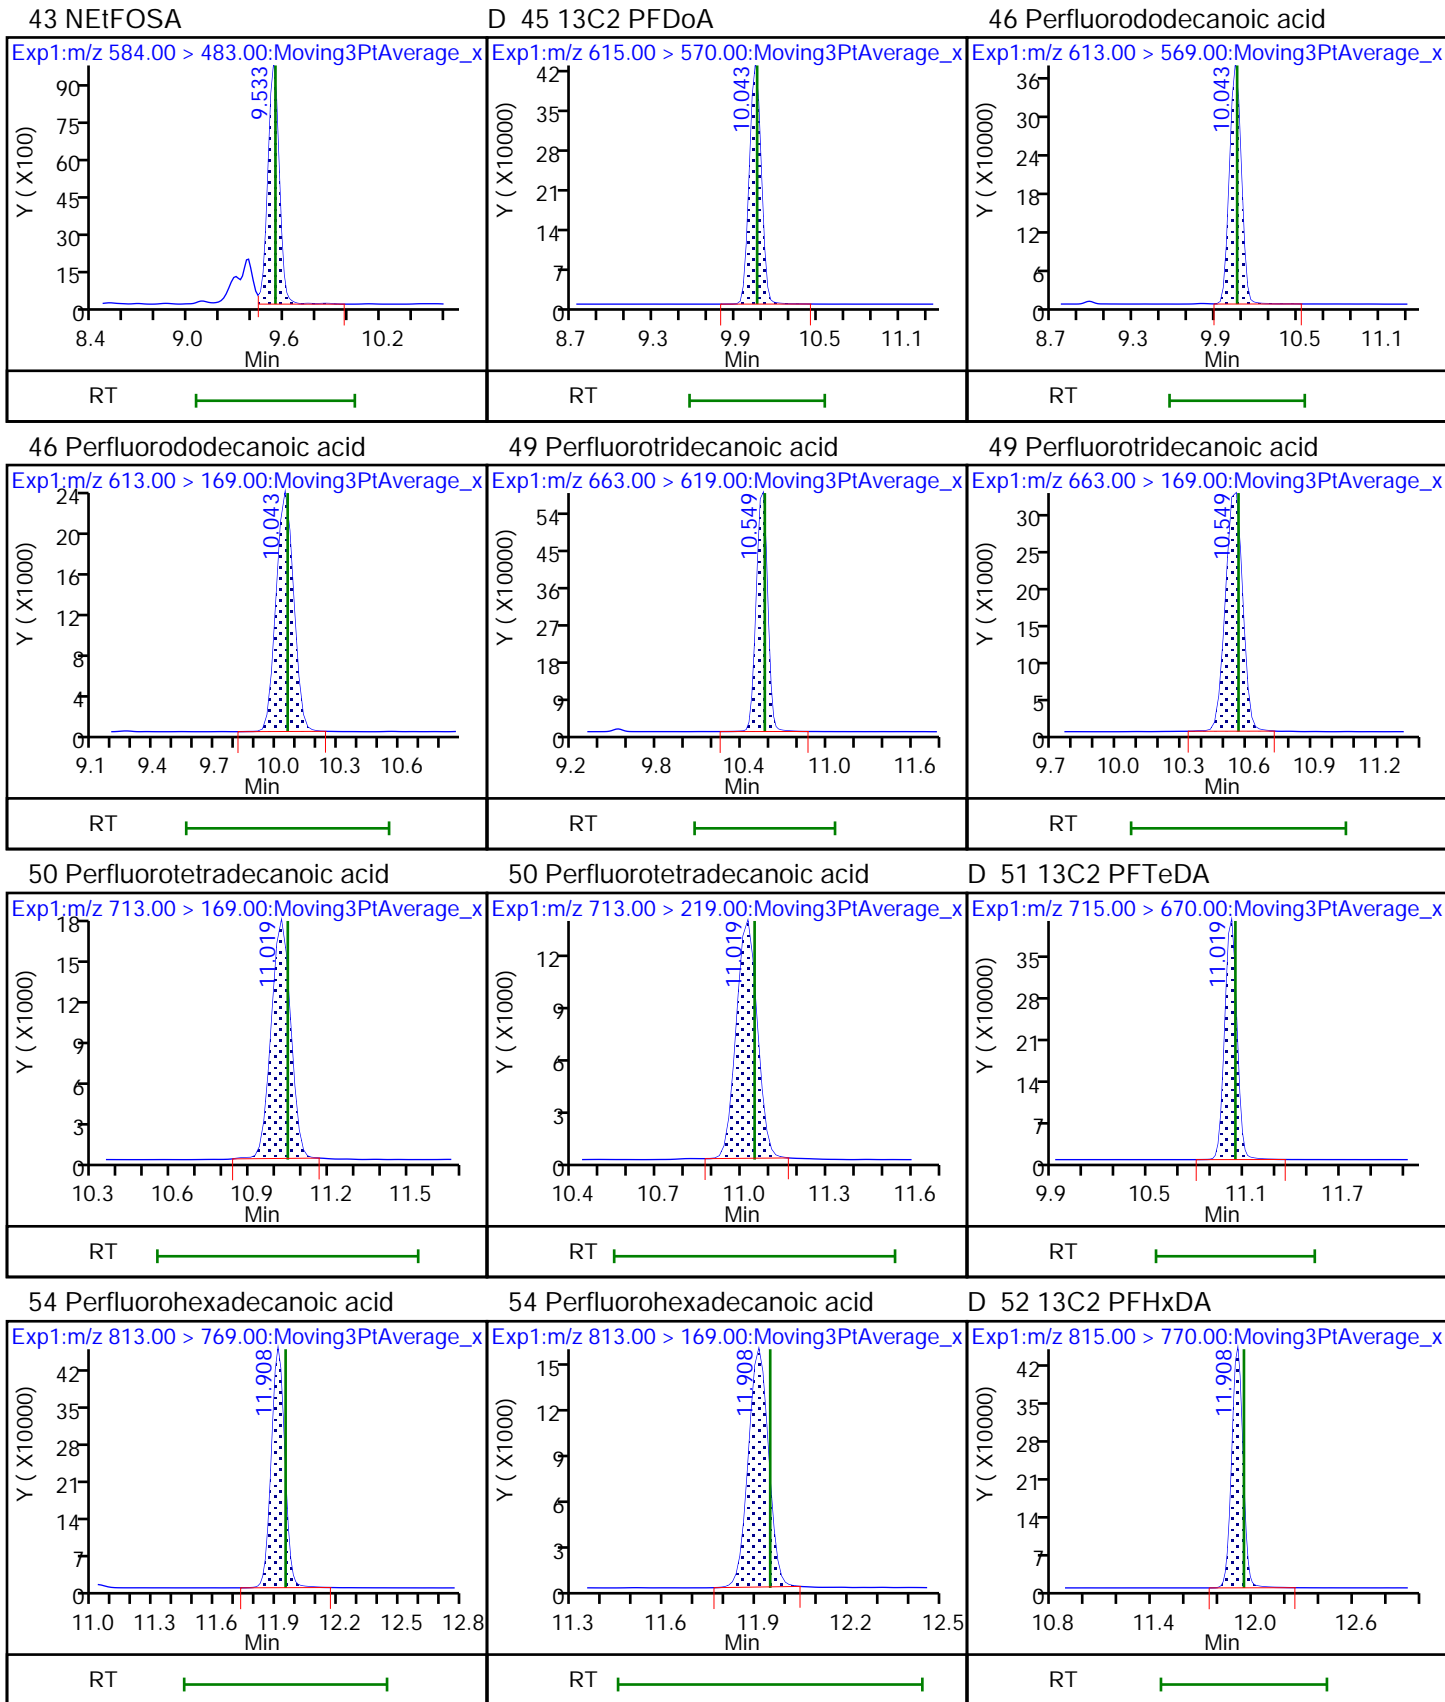 43 NEtFOSA
D 45 13C2 PFDoA
46 Perfluorododecanoic acid
Exp1:m/z 584.00 > 483.00:Moving3PtAverage_x
Exp1:m/z 615.00 > 570.00:Moving3PtAverage_x
Exp1:m/z 613.00 > 569.00:Moving3PtAverage_x
9.533
10.043
10.043
Y ( X100)
90
75
60
45
30
15
0
Y ( X10000)
42
35
28
21
14
7
0
Y ( X10000)
36
30
24
18
12
6
0
8.4 9.0 9.6 10.2
8.7 9.3 9.9 10.5 11.1
8.7 9.3 9.9 10.5 11.1
Min
Min
Min
RT
RT
RT
46 Perfluorododecanoic acid
49 Perfluorotridecanoic acid
49 Perfluorotridecanoic acid
Exp1:m/z 613.00 > 169.00:Moving3PtAverage_x
Exp1:m/z 663.00 > 619.00:Moving3PtAverage_x
Exp1:m/z 663.00 > 169.00:Moving3PtAverage_x
10.043
10.549
10.549
Y ( X1000)
24
20
16
12
8
4
0
Y ( X10000)
54
45
36
27
18
9
0
Y ( X1000)
30
25
20
15
10
5
0
9.1 9.4 9.7 10.0 10.3 10.6
9.2 9.8 10.4 11.0 11.6
9.7 10.0 10.3 10.6 10.9 11.2
Min
Min
Min
RT
RT
RT
50 Perfluorotetradecanoic acid
50 Perfluorotetradecanoic acid
D 51 13C2 PFTeDA
Exp1:m/z 713.00 > 169.00:Moving3PtAverage_x
Exp1:m/z 713.00 > 219.00:Moving3PtAverage_x
Exp1:m/z 715.00 > 670.00:Moving3PtAverage_x
11.019
11.019
11.019
Y ( X1000)
18
15
12
9
6
3
0
Y ( X1000)
12
9
6
3
0
Y ( X10000)
35
28
21
14
7
0
10.3 10.6 10.9 11.2 11.5
10.4 10.7 11.0 11.3 11.6
9.9 10.5 11.1 11.7
Min
Min
Min
RT
RT
RT
54 Perfluorohexadecanoic acid
54 Perfluorohexadecanoic acid
D 52 13C2 PFHxDA
Exp1:m/z 813.00 > 769.00:Moving3PtAverage_x
Exp1:m/z 813.00 > 169.00:Moving3PtAverage_x
Exp1:m/z 815.00 > 770.00:Moving3PtAverage_x
11.908
11.908
11.908
Y ( X10000)
42
35
28
21
14
7
0
Y ( X1000)
15
12
9
6
3
0
Y ( X10000)
42
35
28
21
14
7
0
11.0 11.3 11.6 11.9 12.2 12.5 12.8
11.3 11.6 11.9 12.2 12.5
10.8 11.4 12.0 12.6
Min
Min
Min
RT
RT
RT